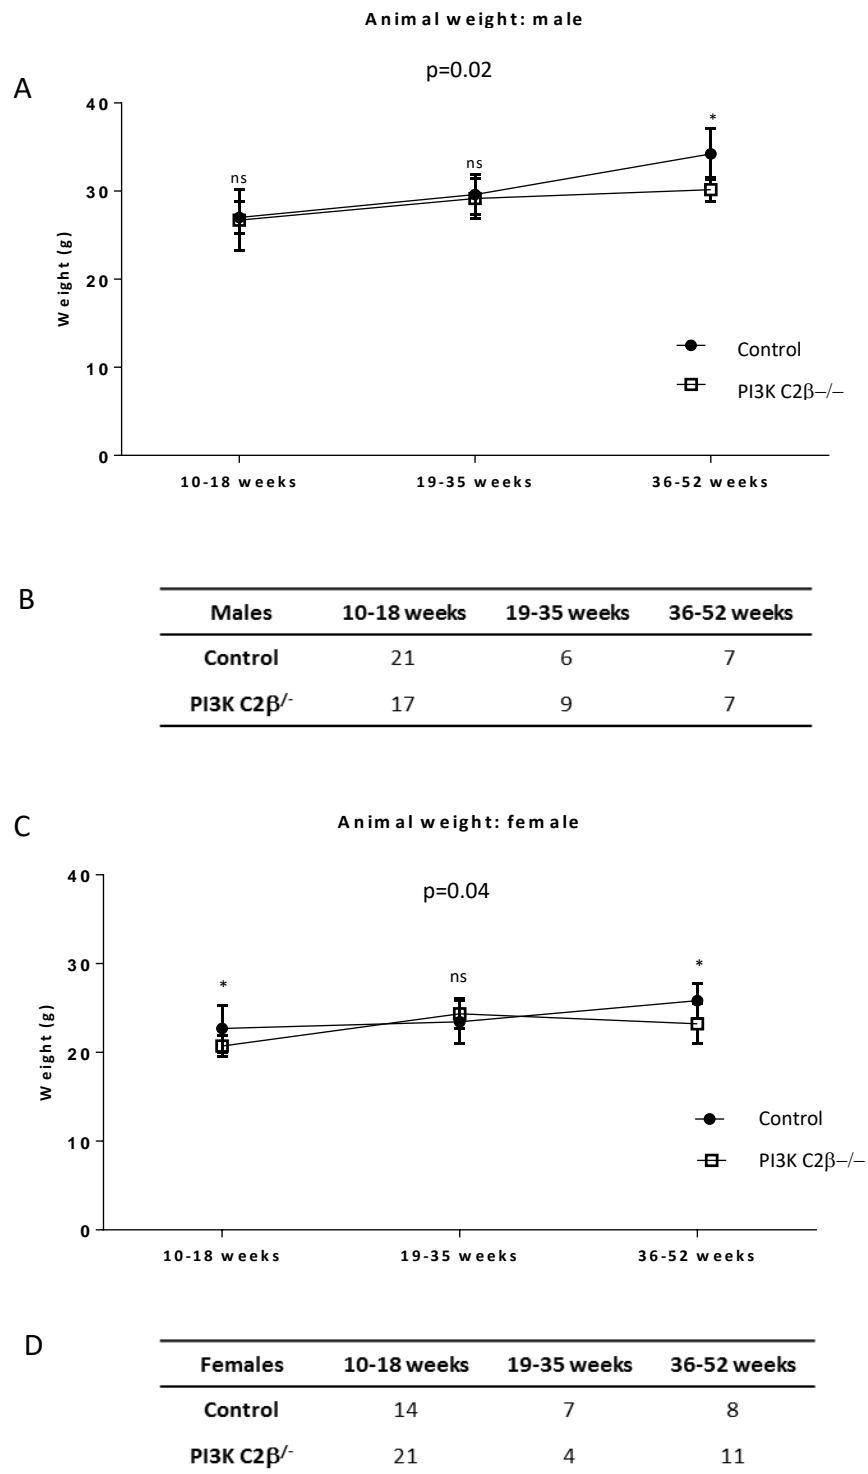 Animal weight: male
A
p=0.02
40
30
20
10
0
Weight (g)
ns
ns
*
Control
PI3K C2β–/–
10-18 weeks 19-35 weeks 36-52 weeks
B
Males 10-18 weeks 19-35 weeks 36-52 weeks
Control 21 6 7
PI3K C2β/- 17 9 7
C
Animal weight: female
p=0.04
40
30
20
10
0
Weight (g)
*
ns
*
Control
PI3K C2β–/–
10-18 weeks 19-35 weeks 36-52 weeks
D
Females 10-18 weeks 19-35 weeks 36-52 weeks
Control 14 7 8
PI3K C2β/- 21 4 11